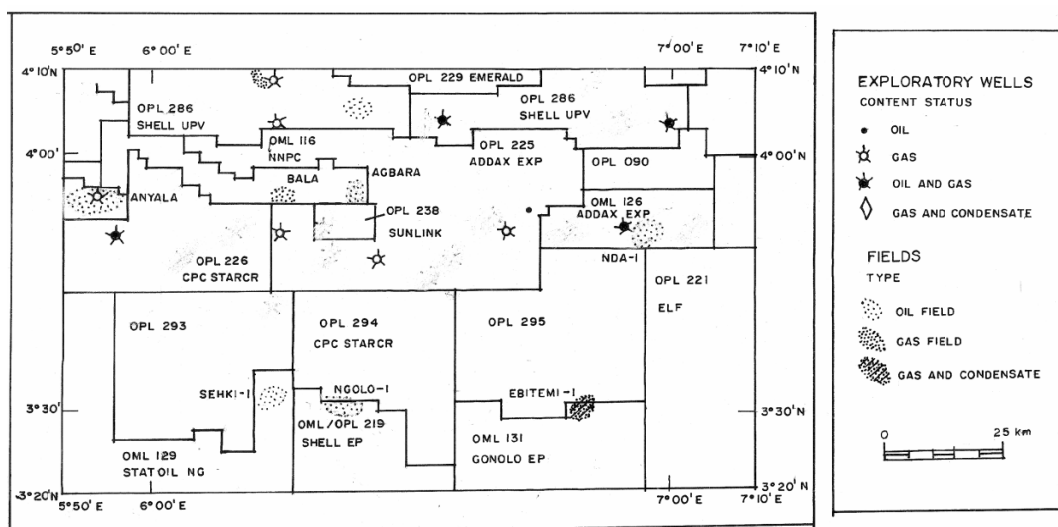 5°50' E
6°00' E
7°00' E
7°10' E
4°10'
4°10' N
OPL 229 EMERALD
OPL 286
SHELL UPV
OPL 286
SHELL UPV
OML 116
NNPC
OPL 225
ADDAX EXP
4°00'
4°00' N
OPL 090
BALA
AGBARA
ANYALA
OPL 238
SUNLINK
OML 126
ADDAX EXP
NDA-1
OPL 226
CPC STARCR
OPL 221
ELF
OPL 293
OPL 294
CPC STARCR
OPL 295
SEHKI-1
NGOLO-1
EBITEMI-1
3°30'
3°30' N
OML/OPL 219
SHELL EP
OML 131
GONOLO EP
OML 129
STATOIL NG
3°20' N
3°20' N
5°50' E
6°00' E
7°00' E
7°10' E
EXPLORATORY WELLS
CONTENT STATUS
OIL
GAS
OIL AND GAS
GAS AND CONDENSATE
FIELDS
TYPE
OIL FIELD
GAS FIELD
GAS AND CONDENSATE
0 25 km